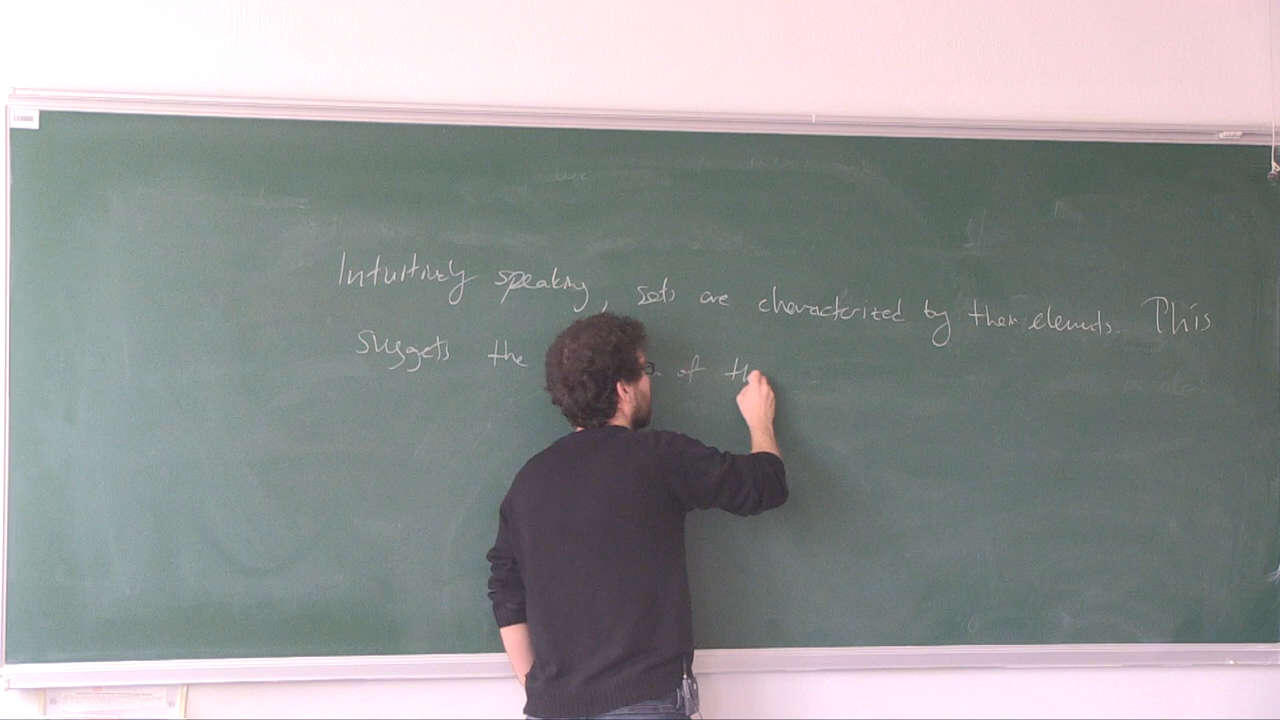 Intuitively speaking, sets are characterized by their elements. This
suggests the of th